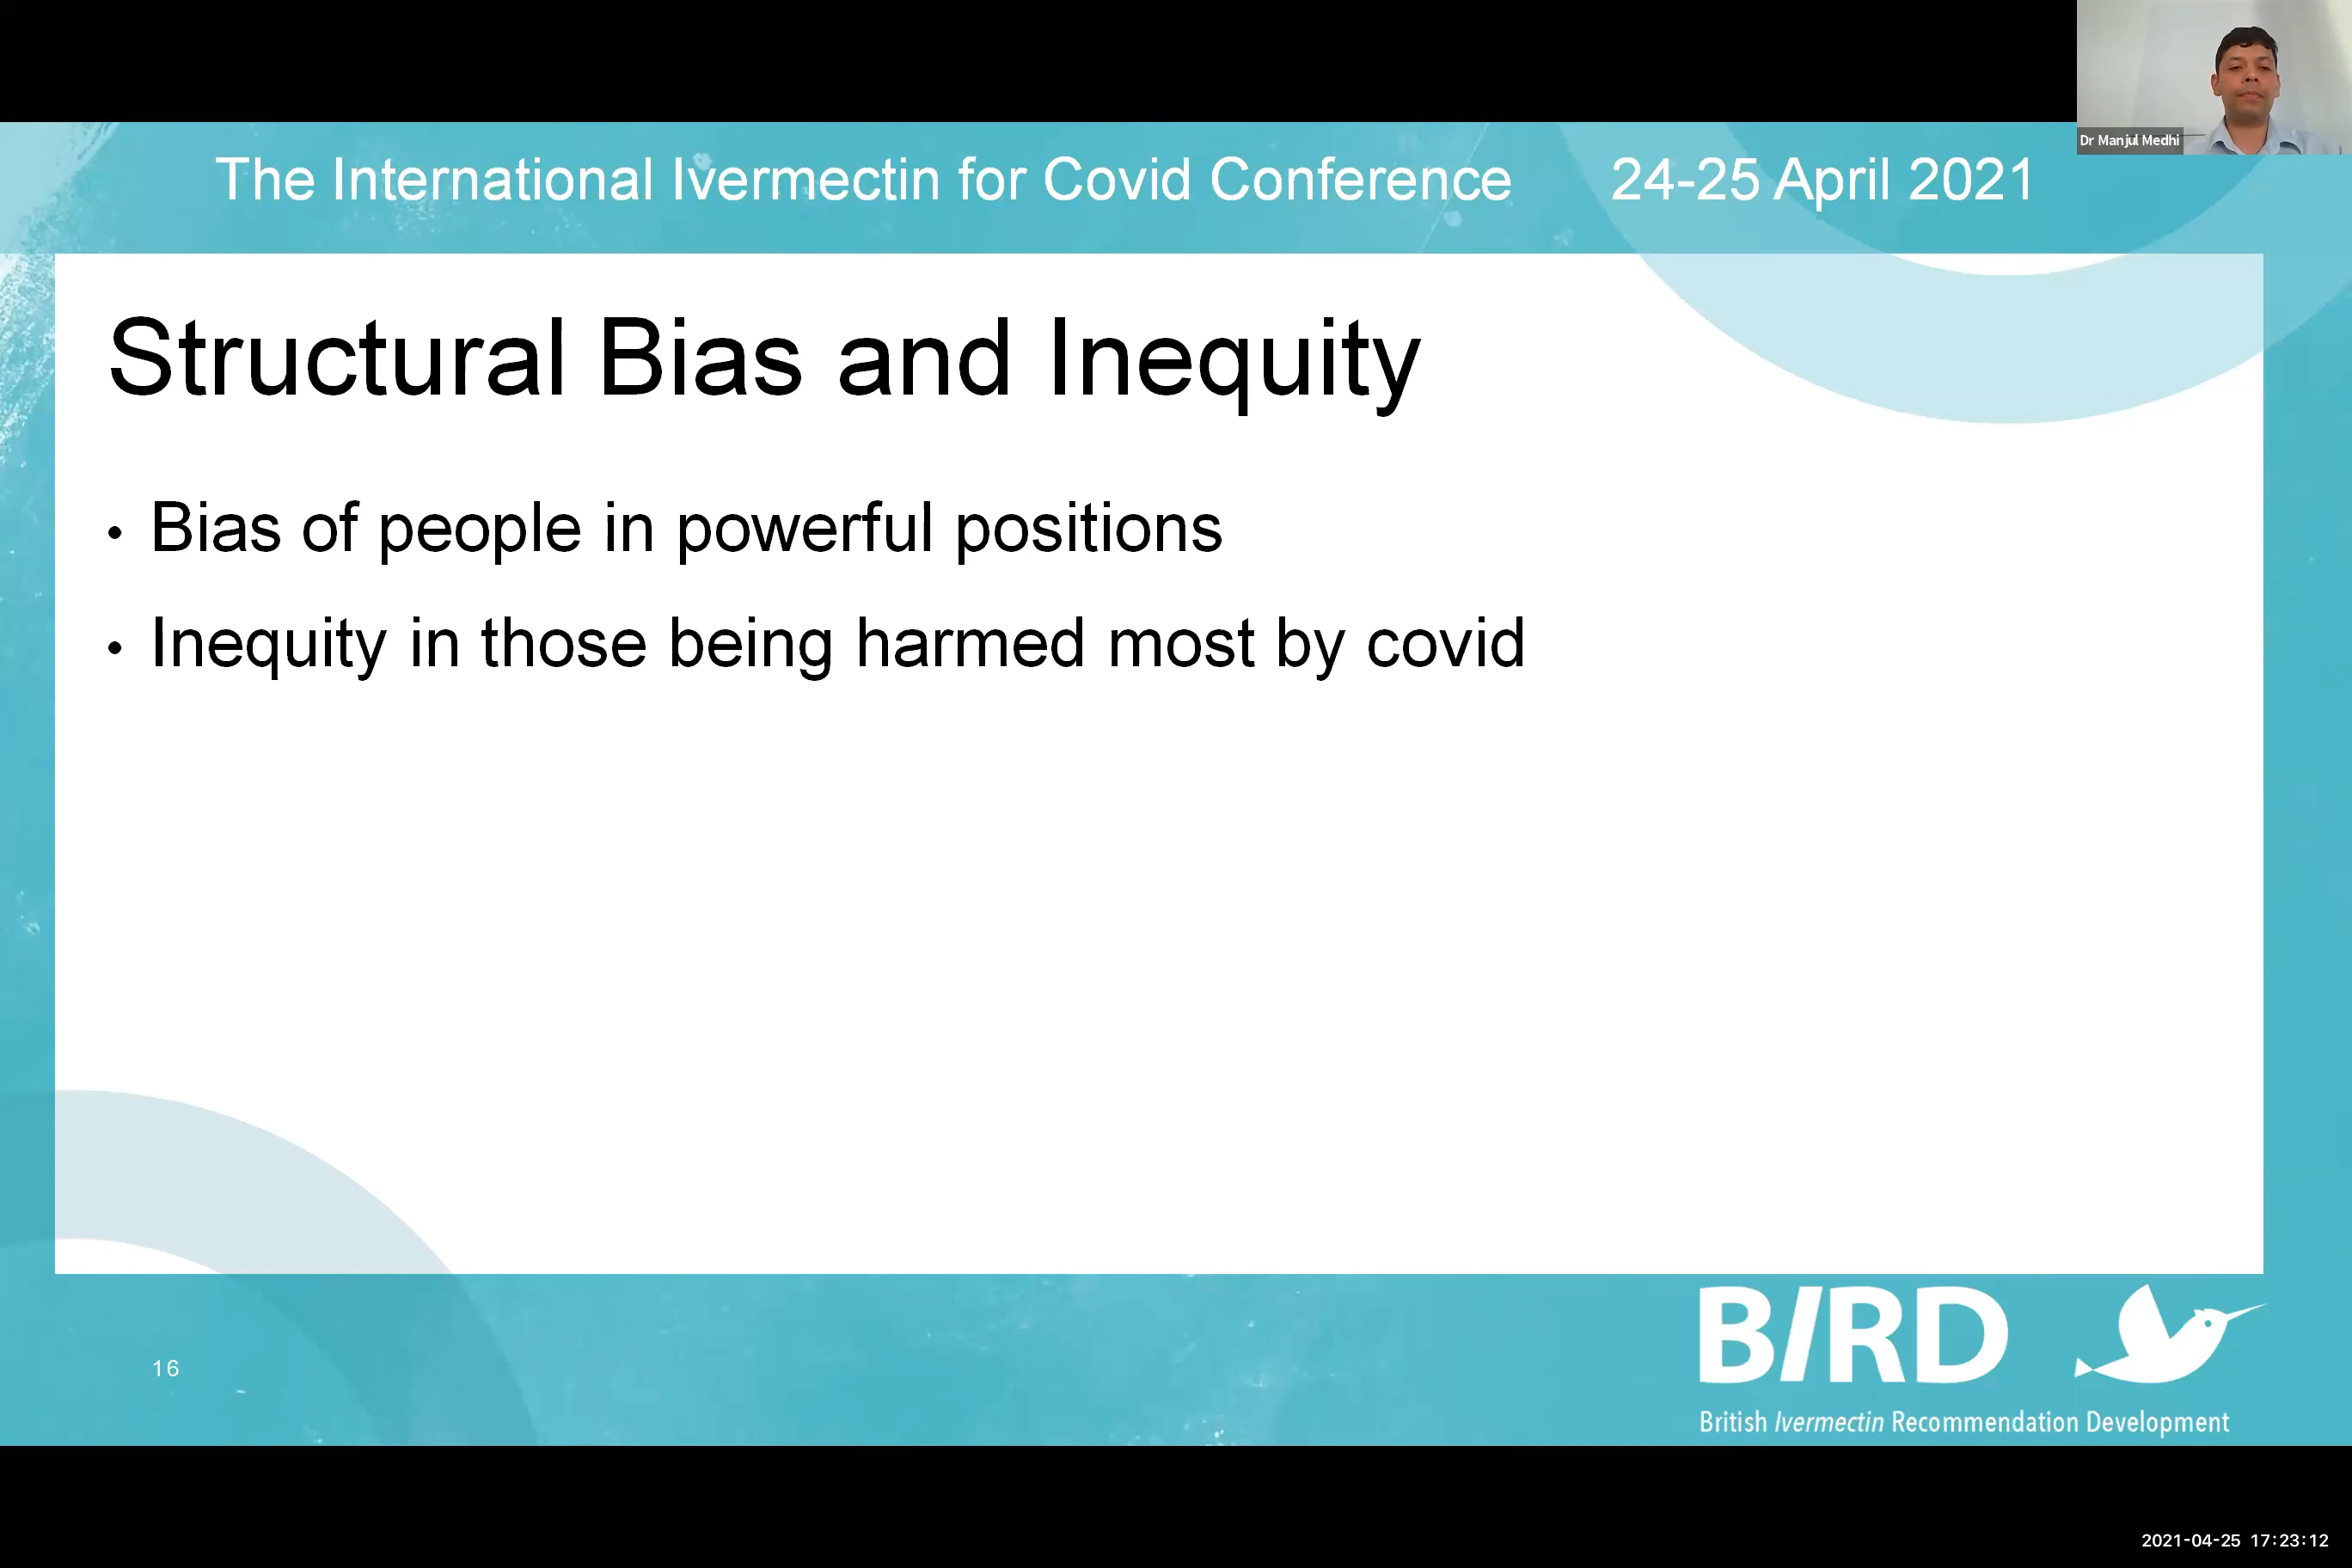 Dr Manjul Medhi
The International Ivermectin for Covid Conference 24-25 April 2021
Structural Bias and Inequity
• Bias of people in powerful positions
• Inequity in those being harmed most by covid
BIRD
16
British Ivermectin Recommendation Development
2021-04-25 17:23:12